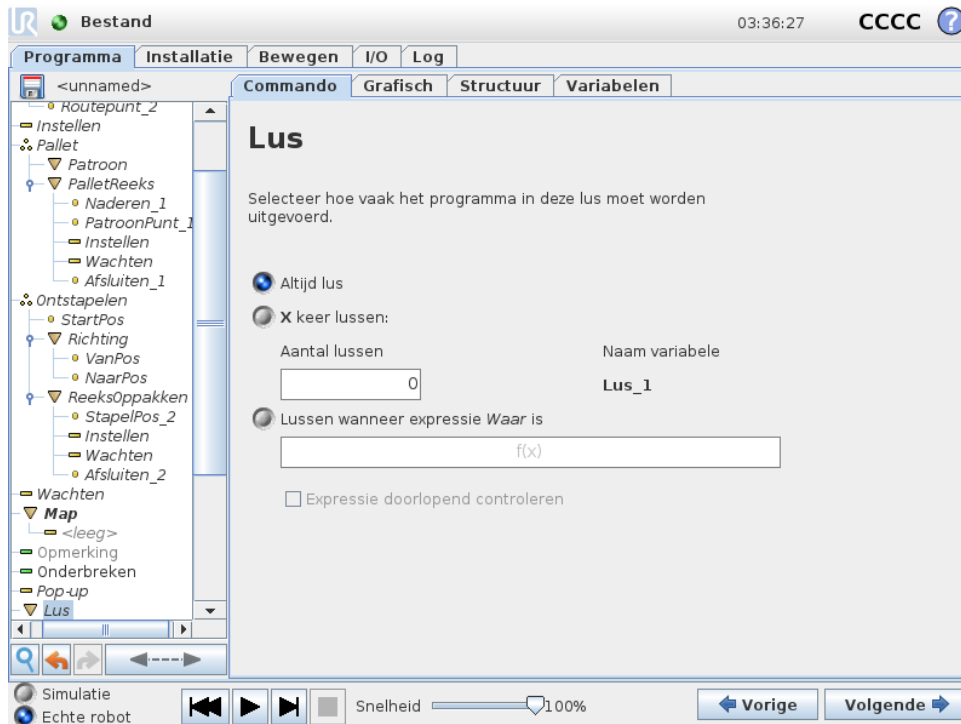 UR Bestand 03:36:27 CCCC ?
Programma Installatie Bewegen I/O Log
<unnamed>
Commando Grafisch Structuur Variabelen
Routepunt_2
Instellen
Pallet
Patroon
PalletReeks
Naderen_1
PatroonPunt_1
Instellen
Wachten
Afsluiten_1
Ontstapelen
StartPos
Richting
VanPos
NaarPos
ReeksOppakken
StapelPos_2
Instellen
Wachten
Afsluiten_2
Wachten
Map
<leeg>
Opmerking
Onderbreken
Pop-up
Lus
Lus
Selecteer hoe vaak het programma in deze lus moet worden
uitgevoerd.
Altijd lus
X keer lussen:
Aantal lussen Naam variabele
0 Lus_1
Lussen wanneer expressie Waar is
f(x)
Expressie doorlopend controleren
Simulatie
Echte robot
Snelheid 100%
Vorige Volgende